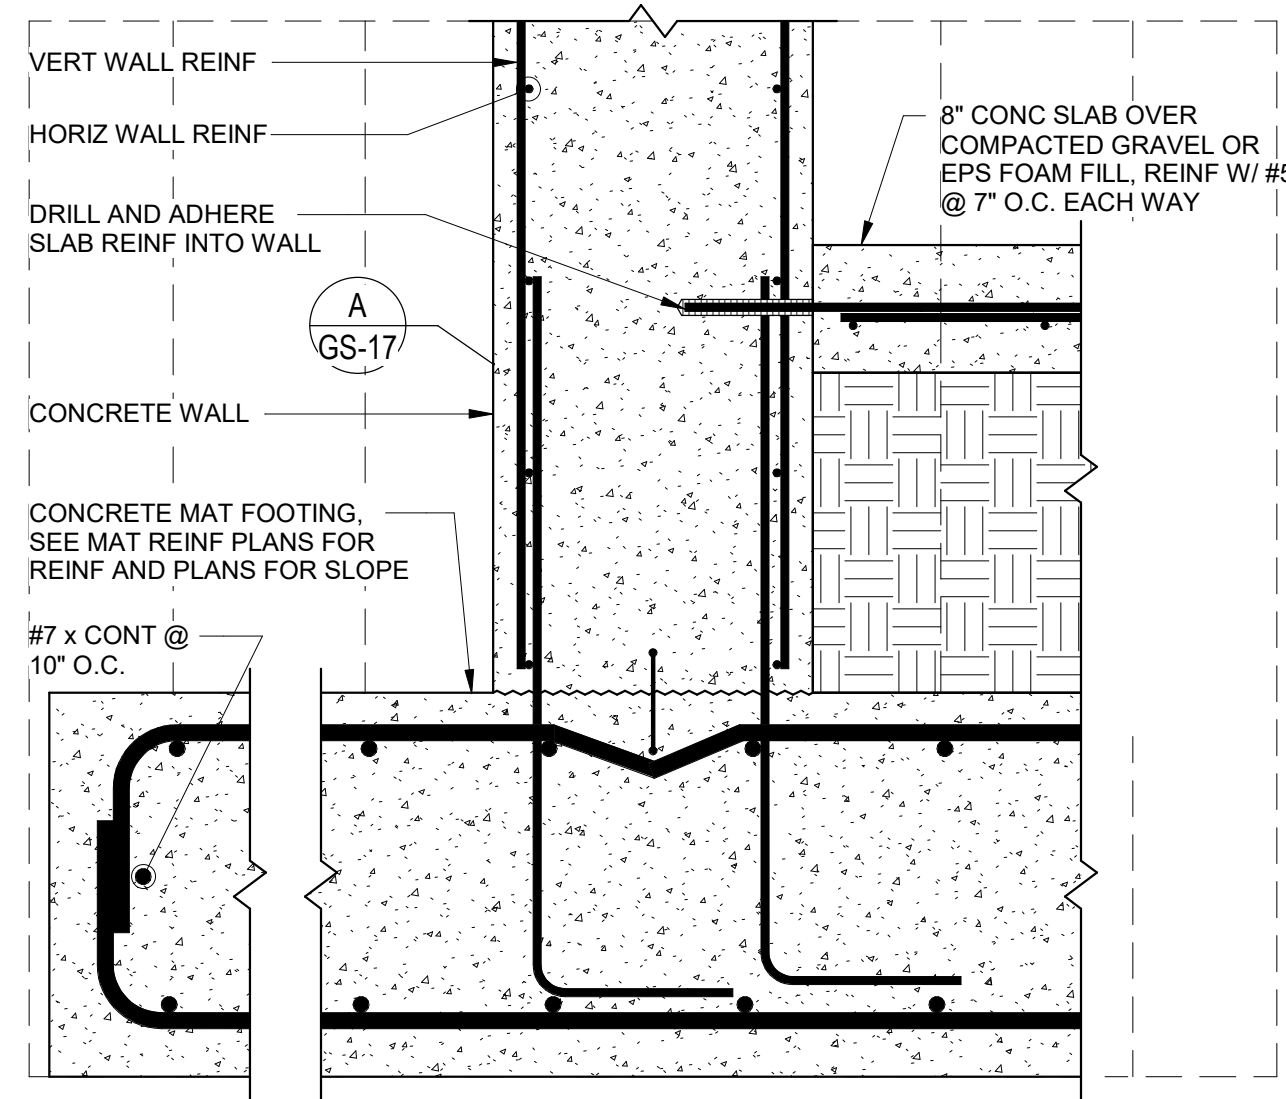 VERT WALL REINF
HORIZ WALL REINF
DRILL AND ADHERE
SLAB REINF INTO WALL
A
GS-17
CONCRETE WALL
CONCRETE MAT FOOTING,
SEE MAT REINF PLANS FOR
REINF AND PLANS FOR SLOPE
#7 x CONT @
10" O.C.
8" CONC SLAB OVER
COMPACTED GRAVEL OR
EPS FOAM FILL, REINF W/ #5
@ 7" O.C. EACH WAY